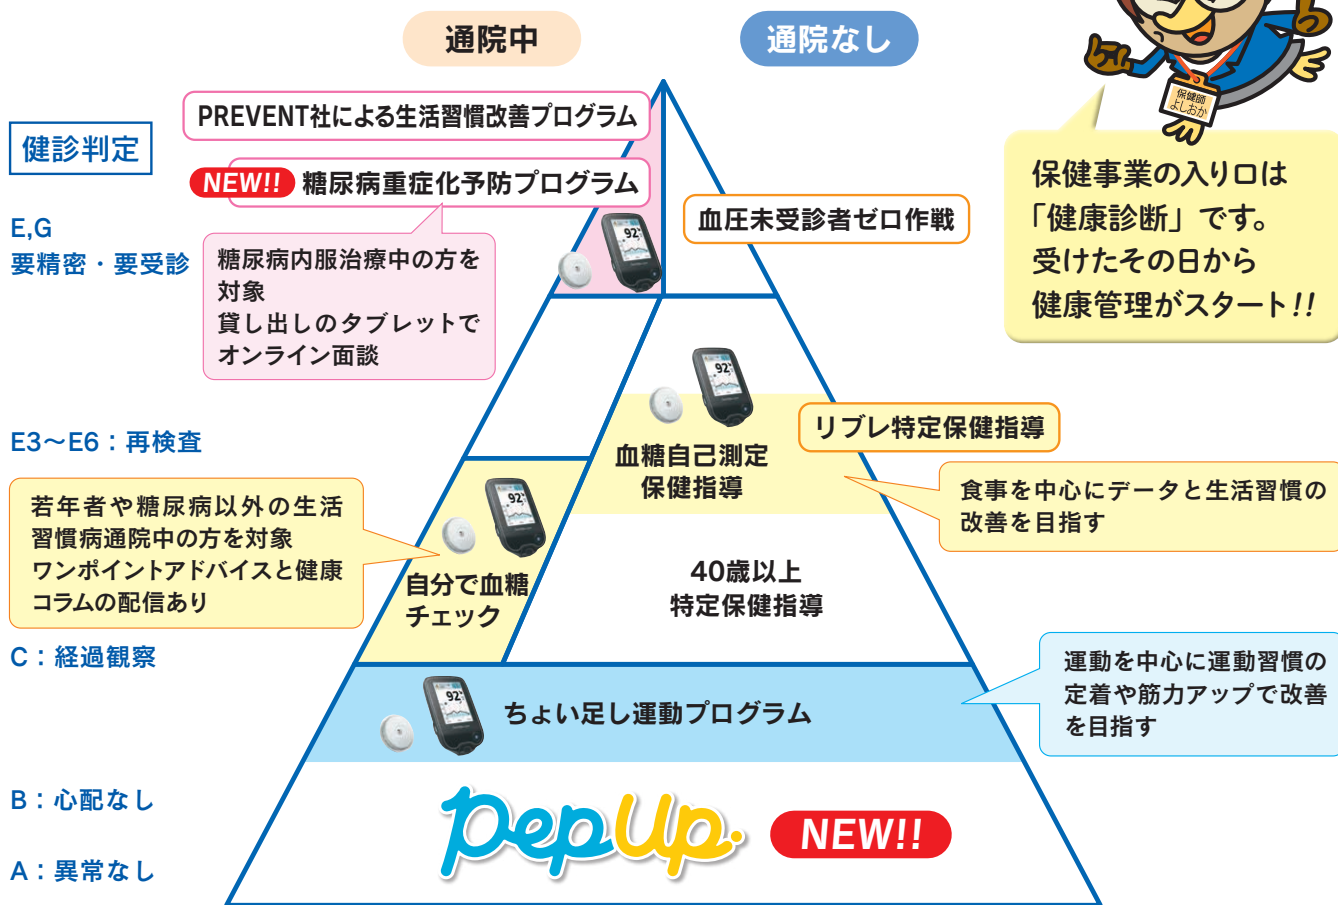 通院中
通院なし
PREVENT社による生活習慣改善プログラム
健診判定
NEW!! 糖尿病重症化予防プログラム
E,G
要精密・要受診
糖尿病内服治療中の方を
対象
貸し出しのタブレットで
オンライン面談
92
血圧未受診者ゼロ作戦
保健師
よしおか
保健事業の入り口は
「健康診断」です。
受けたその日から
健康管理がスタート!!
92
E3〜E6：再検査
リブレ特定保健指導
血糖自己測定
保健指導
食事を中心にデータと生活習慣の
改善を目指す
若年者や糖尿病以外の生活
習慣病通院中の方を対象
ワンポイントアドバイスと健康
コラムの配信あり
92
自分で血糖
チェック
40歳以上
特定保健指導
C：経過観察
92
ちょい足し運動プログラム
運動を中心に運動習慣の
定着や筋力アップで改善
を目指す
B：心配なし
PepUp.
NEW!!
A：異常なし